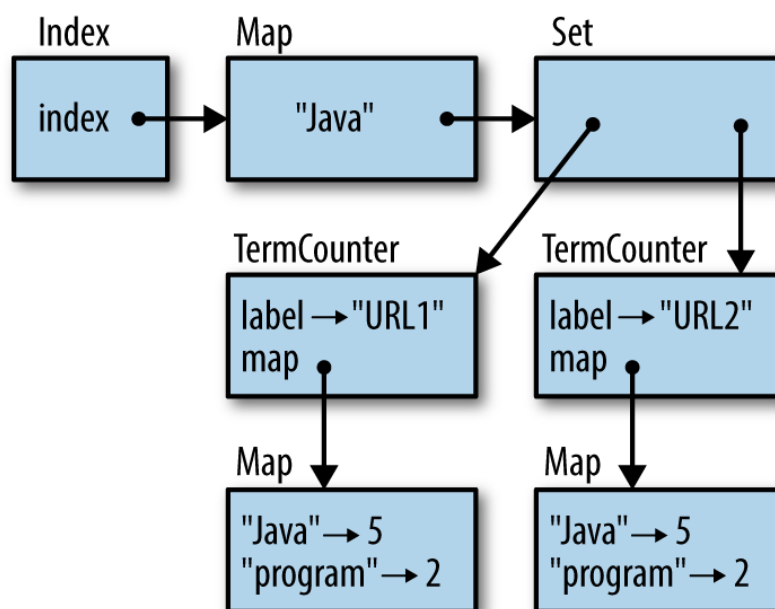 Index
Map
Set
index
"Java"
TermCounter
TermCounter
label → "URL1"
map
label → "URL2"
map
Map
Map
"Java" → 5
"program" → 2
"Java" → 5
"program" → 2